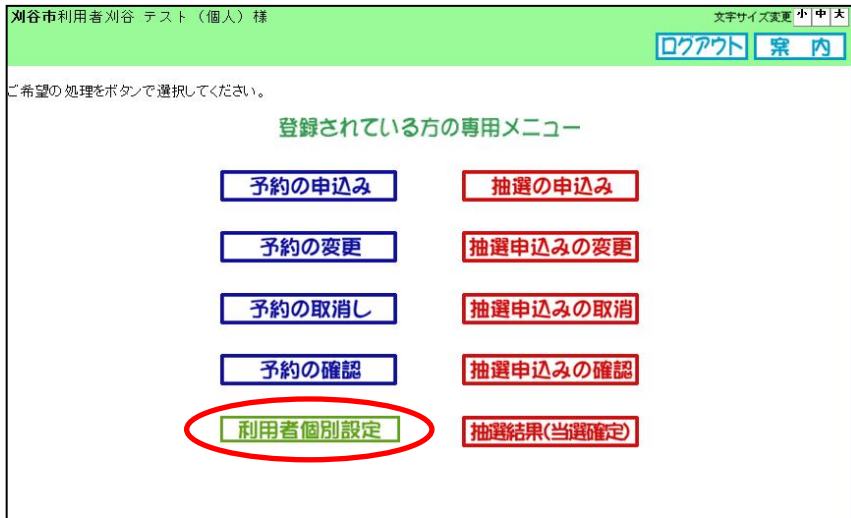 刈谷市利用者刈谷 テスト（個人）様
文字サイズ変更 小 中 大
ログアウト 案 内
ご希望の処理をボタンで選択してください。
登録されている方の専用メニュー
予約の申込み 抽選の申込み
予約の変更 抽選申込みの変更
予約の取消し 抽選申込みの取消
予約の確認 抽選申込みの確認
利用者個別設定 抽選結果(当選確定)